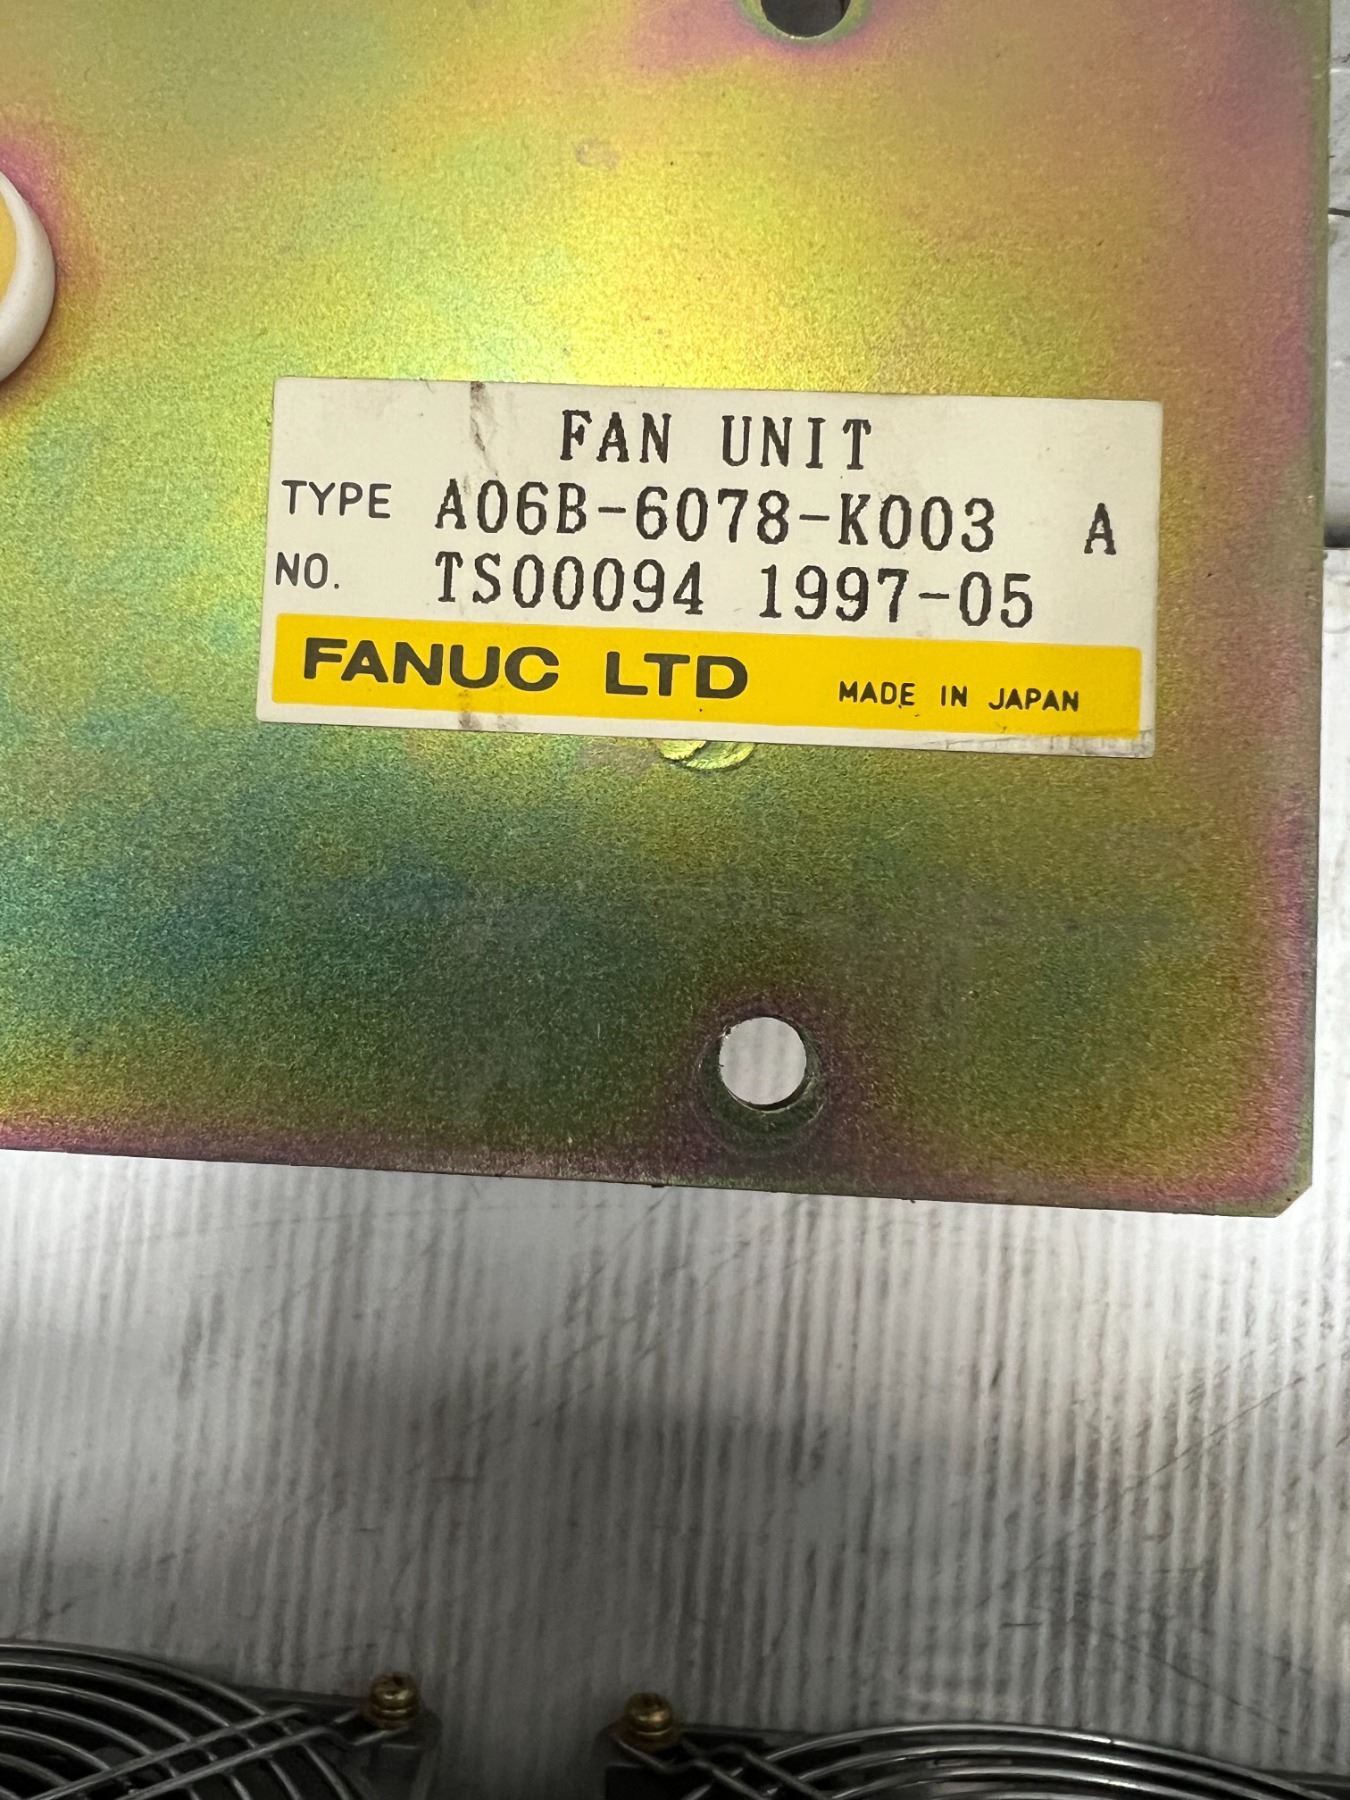 FAN UNIT
TYPE A06B-6078-K003 A
NO. TS00094 1997-05
FANUC LTD MADE IN JAPAN